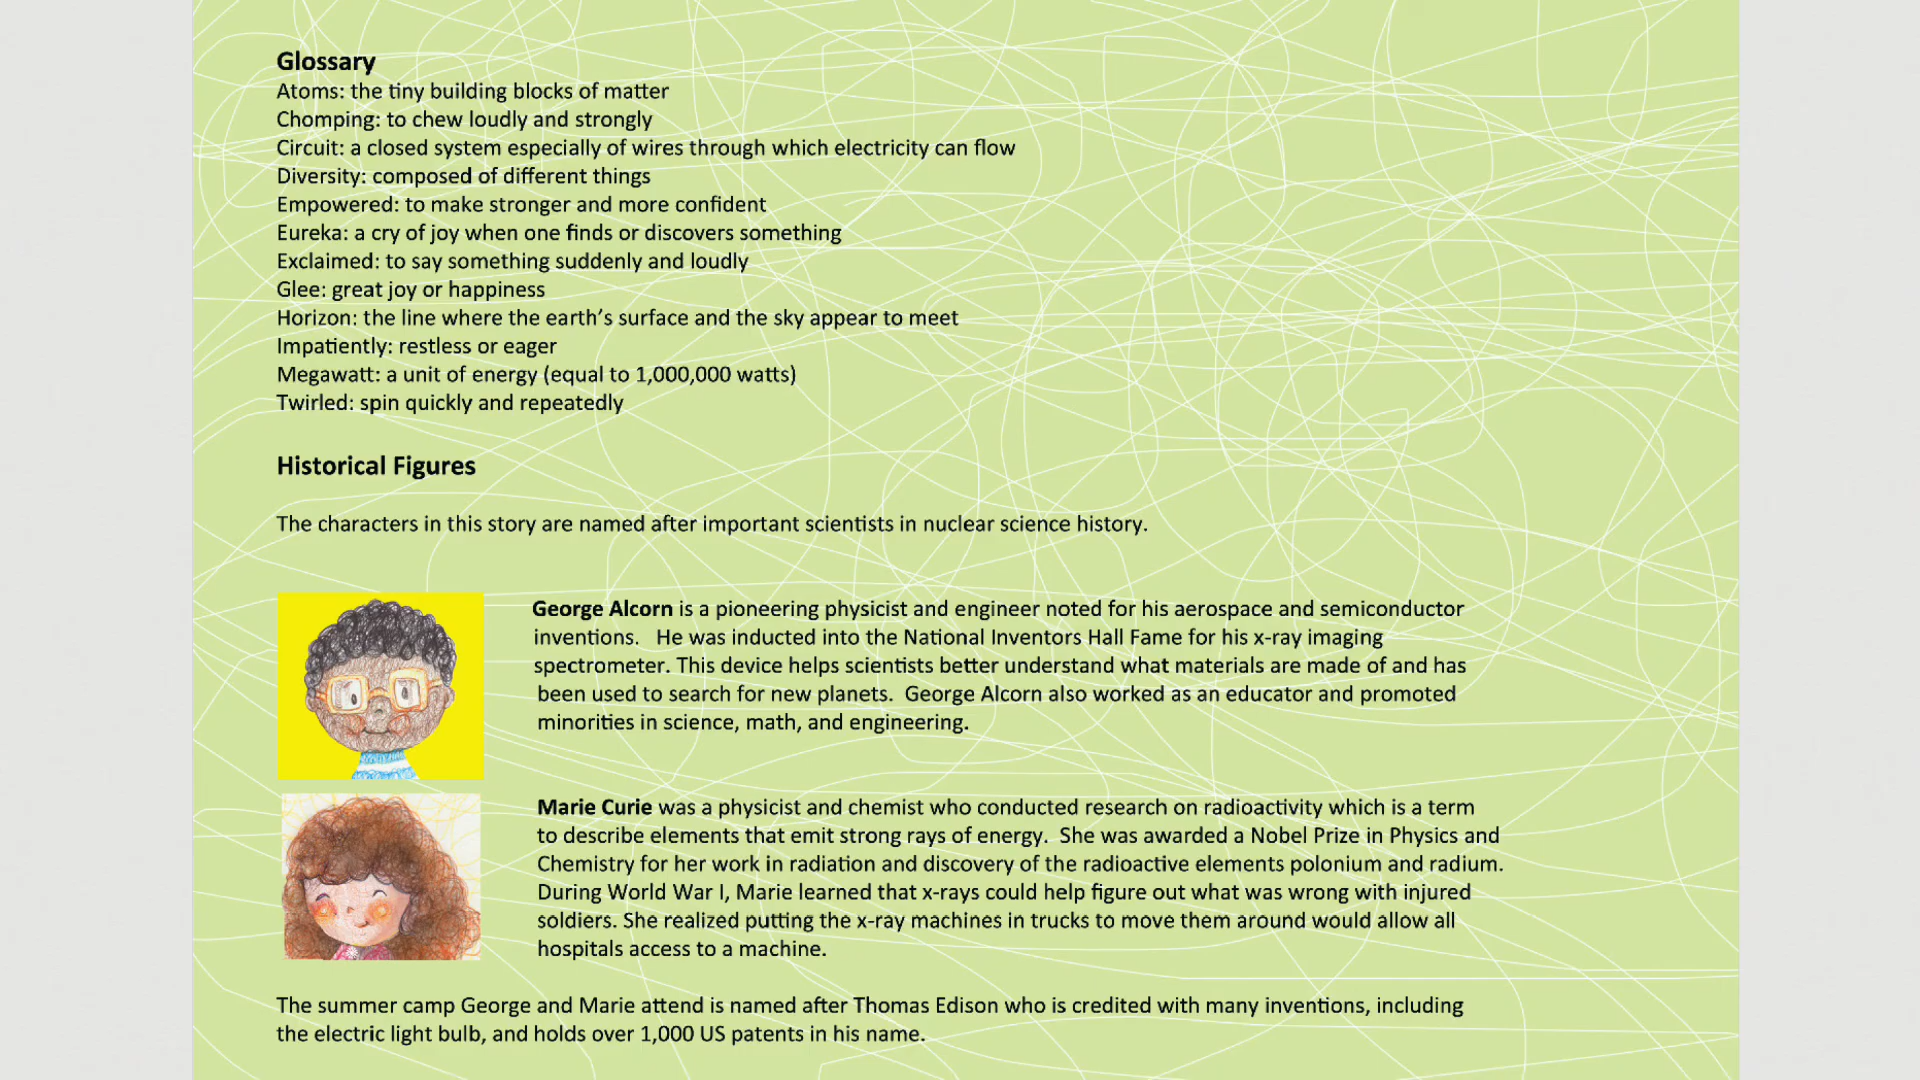 Glossary
Atoms: the tiny building blocks of matter
Chomping: to chew loudly and strongly
Circuit: a closed system especially of wires through which electricity can flow
Diversity: composed of different things
Empowered: to make stronger and more confident
Eureka: a cry of joy when one finds or discovers something
Exclaimed: to say something suddenly and loudly
Glee: great joy or happiness
Horizon: the line where the earth’s surface and the sky appear to meet
Impatiently: restless or eager
Megawatt: a unit of energy (equal to 1,000,000 watts)
Twirled: spin quickly and repeatedly
Historical Figures
The characters in this story are named after important scientists in nuclear science history.
George Alcorn is a pioneering physicist and engineer noted for his aerospace and semiconductor
inventions. He was inducted into the National Inventors Hall Fame for his x-ray imaging
spectrometer. This device helps scientists better understand what materials are made of and has
been used to search for new planets. George Alcorn also worked as an educator and promoted
minorities in science, math, and engineering.
Marie Curie was a physicist and chemist who conducted research on radioactivity which is a term
to describe elements that emit strong rays of energy. She was awarded a Nobel Prize in Physics and
Chemistry for her work in radiation and discovery of the radioactive elements polonium and radium.
During World War I, Marie learned that x-rays could help figure out what was wrong with injured
soldiers. She realized putting the x-ray machines in trucks to move them around would allow all
hospitals access to a machine.
The summer camp George and Marie attend is named after Thomas Edison who is credited with many inventions, including
the electric light bulb, and holds over 1,000 US patents in his name.